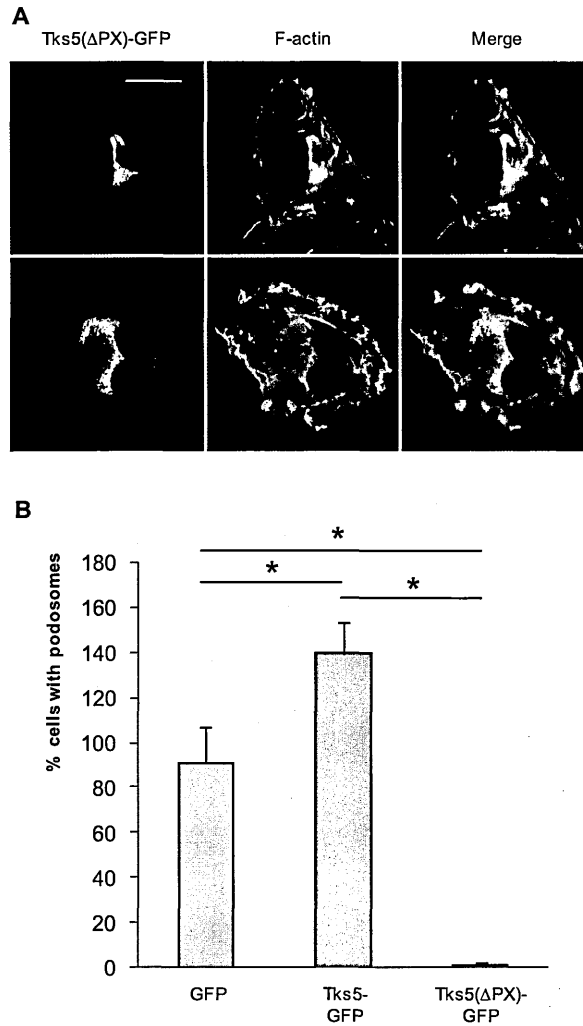 A
Tks5(ΔPX)-GFP
F-actin
Merge
B
% cells with podosomes
180
160
140
120
100
80
60
40
20
0
*
*
*
GFP
Tks5-
GFP
Tks5(ΔPX)-
GFP